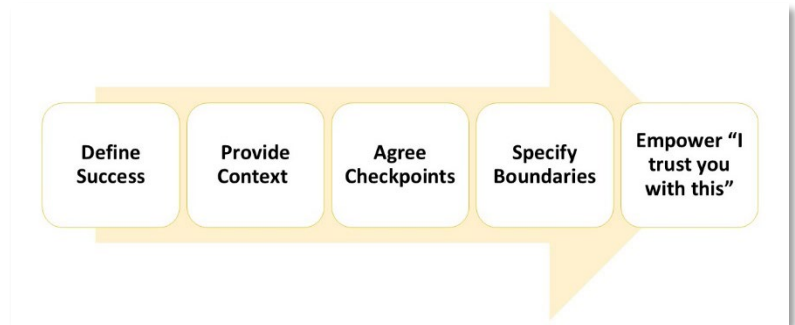 Define
Success
Provide
Context
Agree
Checkpoints
Specify
Boundaries
Empower “I
trust you
with this”